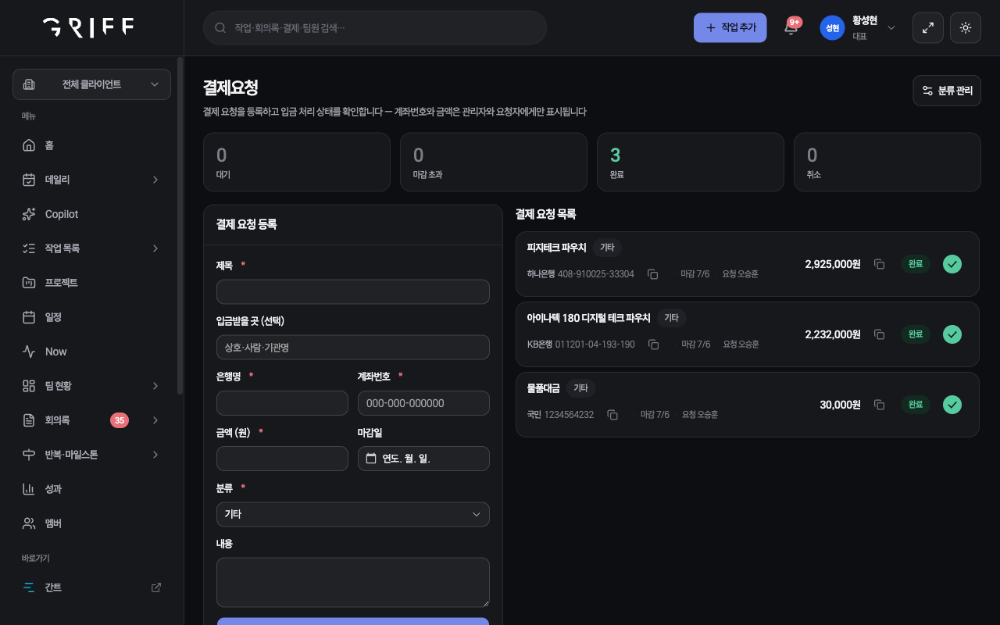 GRIFF
작업·회의록·결제·팀원 검색…
작업 추가
9+
성현
황성현
대표
전체 클라이언트
메뉴
홈
데일리
Copilot
작업 목록
프로젝트
일정
Now
팀 현황
회의록
35
반복·마일스톤
성과
멤버
바로가기
간트
결제요청
결제 요청을 등록하고 입금 처리 상태를 확인합니다 — 계좌번호와 금액은 관리자와 요청자에게만 표시됩니다
분류 관리
0
대기
0
마감 초과
3
완료
0
취소
결제 요청 등록
제목 *
입금받을 곳 (선택)
상호·사람·기관명
은행명 *
계좌번호 *
000-000-000000
금액 (원) *
마감일
연도. 월. 일.
분류 *
기타
내용
결제 요청 목록
피지테크 파우치 기타
하나은행 408-910025-33304 · 마감 7/6 · 요청 오승훈
2,925,000원
완료
아이나텍 180 디지털 테크 파우치 기타
KB은행 011201-04-193-190 · 마감 7/6 · 요청 오승훈
2,232,000원
완료
물품대금 기타
국민 1234564232 · 마감 7/6 · 요청 오승훈
30,000원
완료